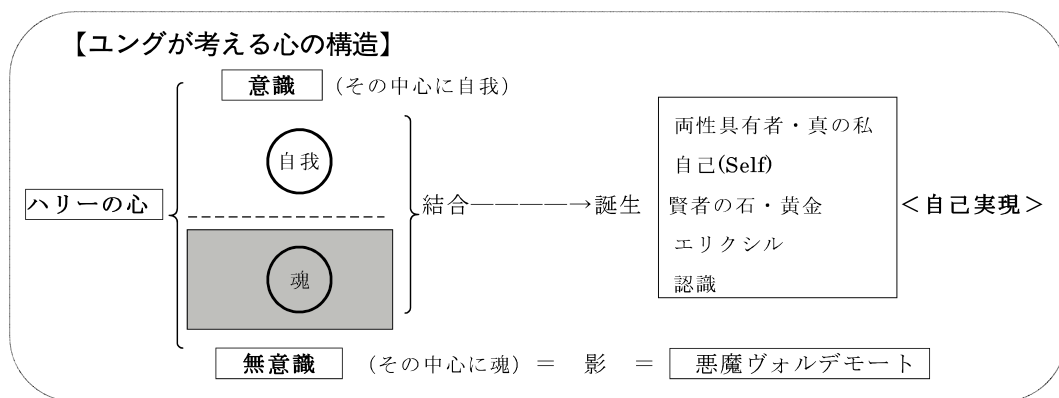 【ユングが考える心の構造】
意識 (その中心に自我)
自我
ハリーの心
結合――――→誕生
両性具有者・真の私
自己(Self)
賢者の石・黄金
エリクシル
認識
＜自己実現＞
魂
無意識 (その中心に魂) ＝ 影 ＝ 悪魔ヴォルデモート